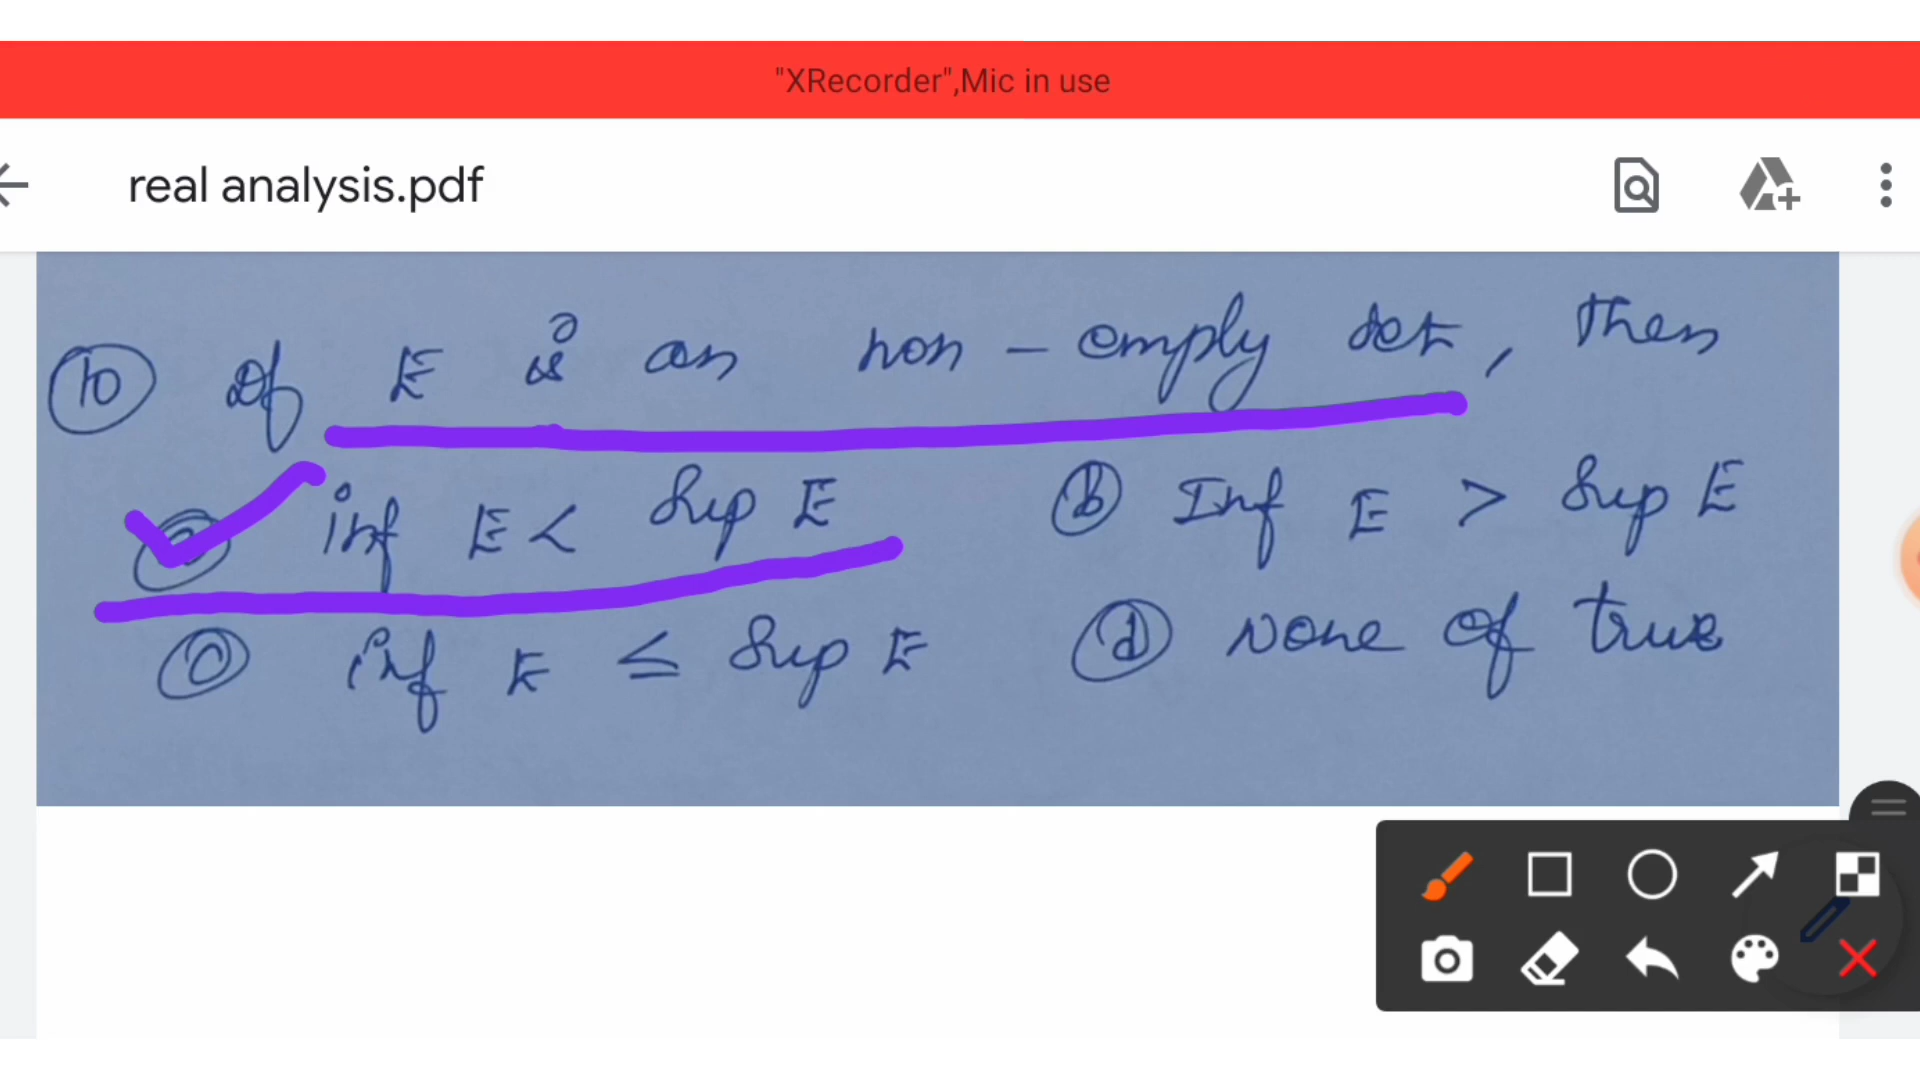 "XRecorder",Mic in use
real analysis.pdf
10 If E is an non-emply set, then
inf E < Sup E
b Inf E > Sup E
c inf E ≤ Sup E
d None of true